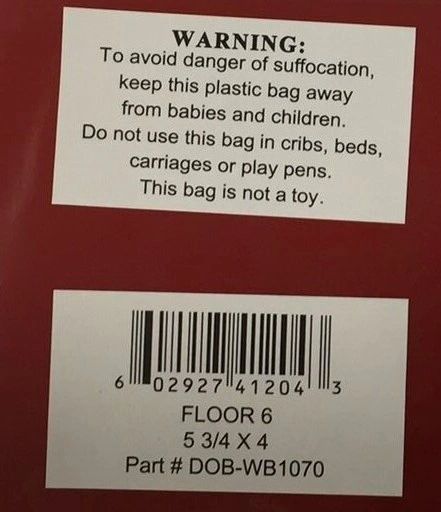 WARNING:
To avoid danger of suffocation,
keep this plastic bag away
from babies and children.
Do not use this bag in cribs, beds,
carriages or play pens.
This bag is not a toy.
6 02927 41204 3
FLOOR 6
5 3/4 X 4
Part # DOB-WB1070